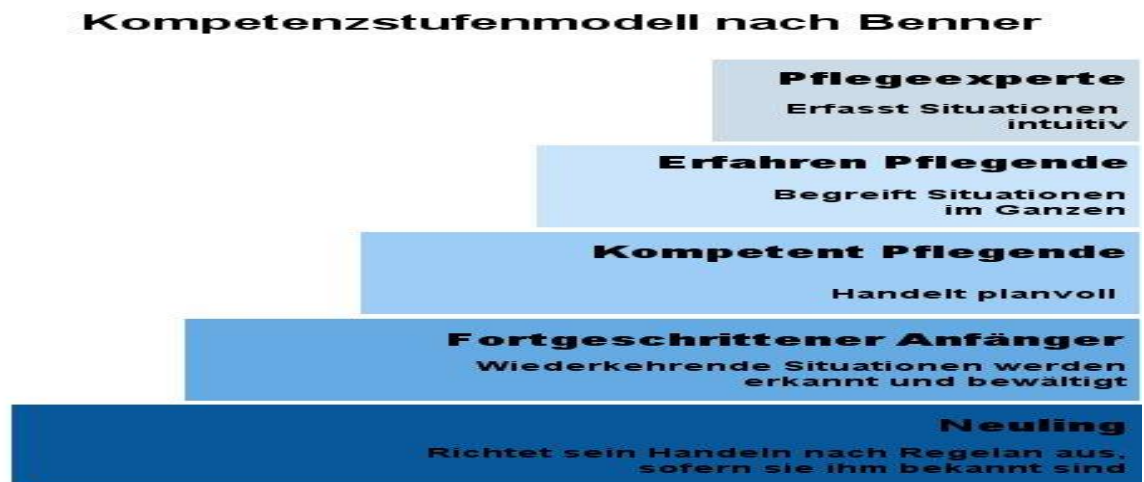 Kompetenzstufenmodell nach Benner
Pflegeexperte
Erfasst Situationen
intuitiv
Erfahren Pflegende
Begreift Situationen
im Ganzen
Kompetent Pflegende
Handelt planvoll
Fortgeschrittener Anfänger
Wiederkehrende Situationen werden
erkannt und bewältigt
Neuling
Richtet sein Handeln nach Regelan aus,
sofern sie ihm bekannt sind